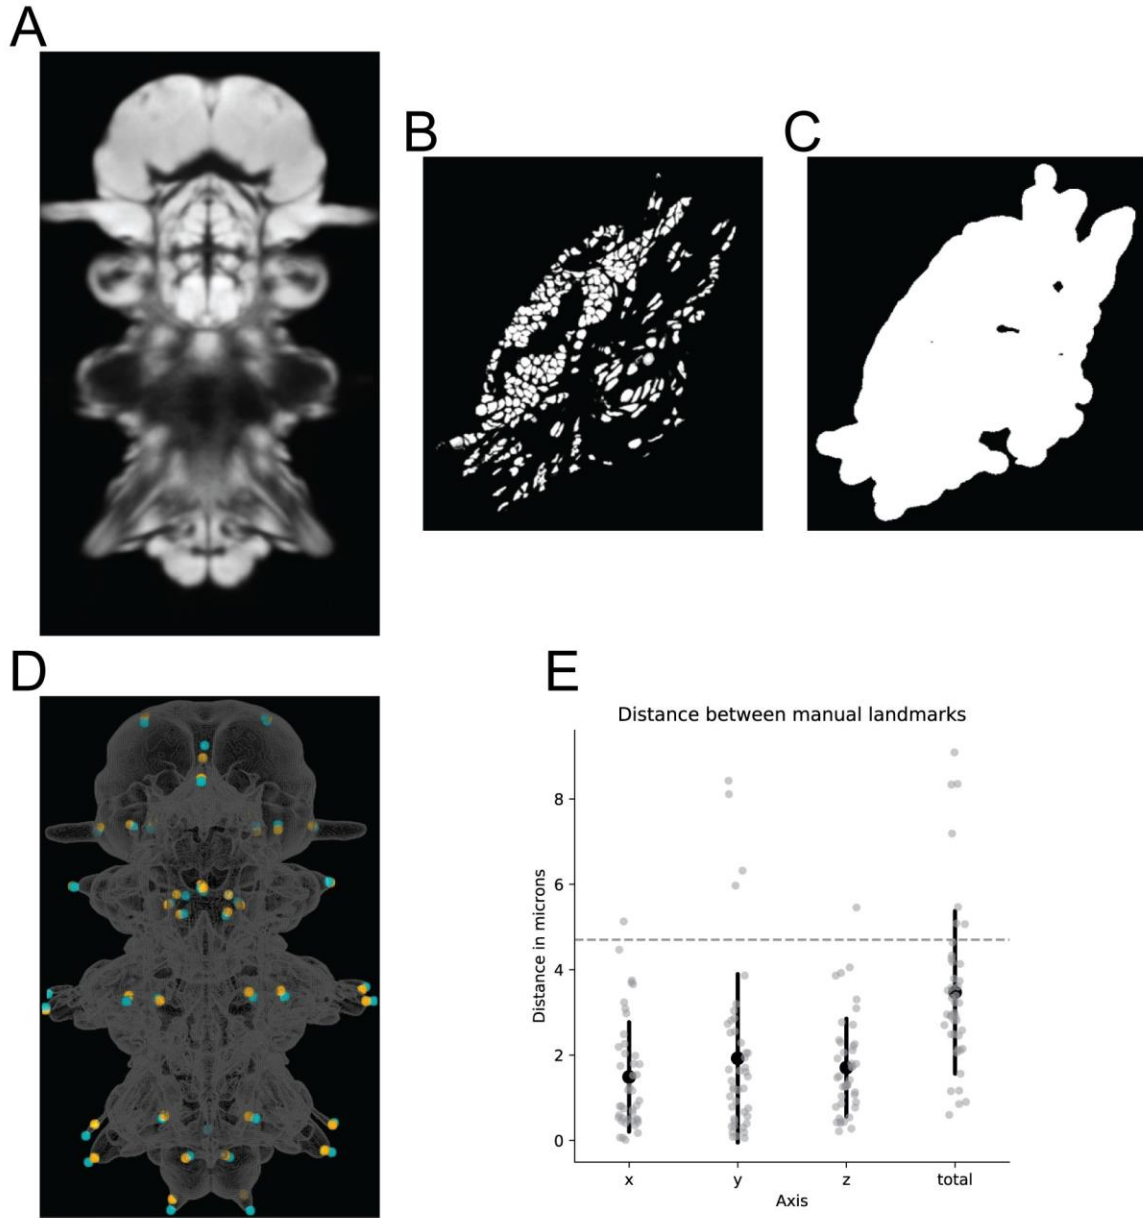 A
B
C
D
E
Distance between manual landmarks
Distance in microns
8
6
4
2
0
x
y
z
total
Axis